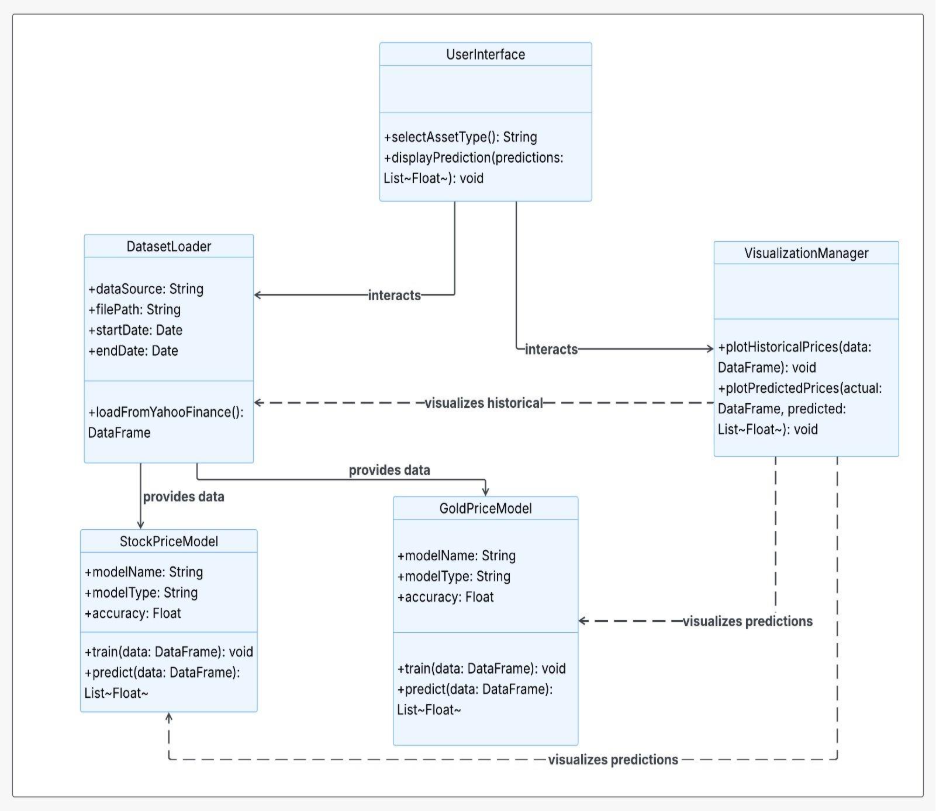 UserInterface
+selectAssetType(): String
+displayPrediction(predictions:
List~Float~): void
DatasetLoader
+dataSource: String
+filePath: String
+startDate: Date
+endDate: Date
+loadFromYahooFinance():
DataFrame
interacts
interacts
VisualizationManager
+plotHistoricalPrices(data:
DataFrame): void
+plotPredictedPrices(actual:
DataFrame, predicted:
List~Float~): void
visualizes historical
provides data
provides data
StockPriceModel
+modelName: String
+modelType: String
+accuracy: Float
+train(data: DataFrame): void
+predict(data: DataFrame):
List~Float~
GoldPriceModel
+modelName: String
+modelType: String
+accuracy: Float
+train(data: DataFrame): void
+predict(data: DataFrame):
List~Float~
visualizes predictions
visualizes predictions